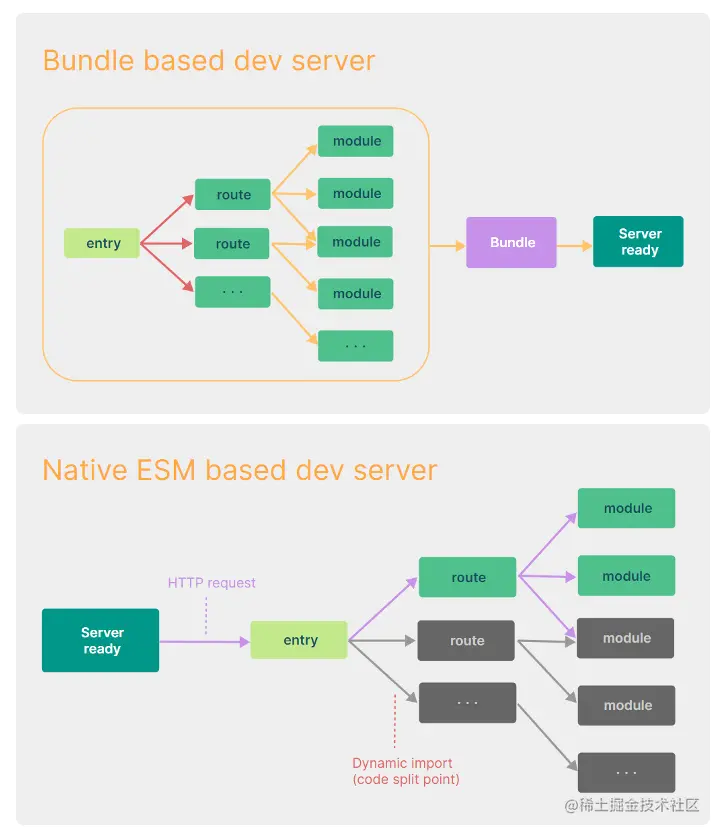 Bundle based dev server
module
route
module
entry
route
module
Bundle
Server
ready
· · ·
module
· · ·
Native ESM based dev server
module
HTTP request
route
module
Server
ready
entry
route
module
· · ·
module
Dynamic import
(code split point)
· · ·
@稀土掘金技术社区